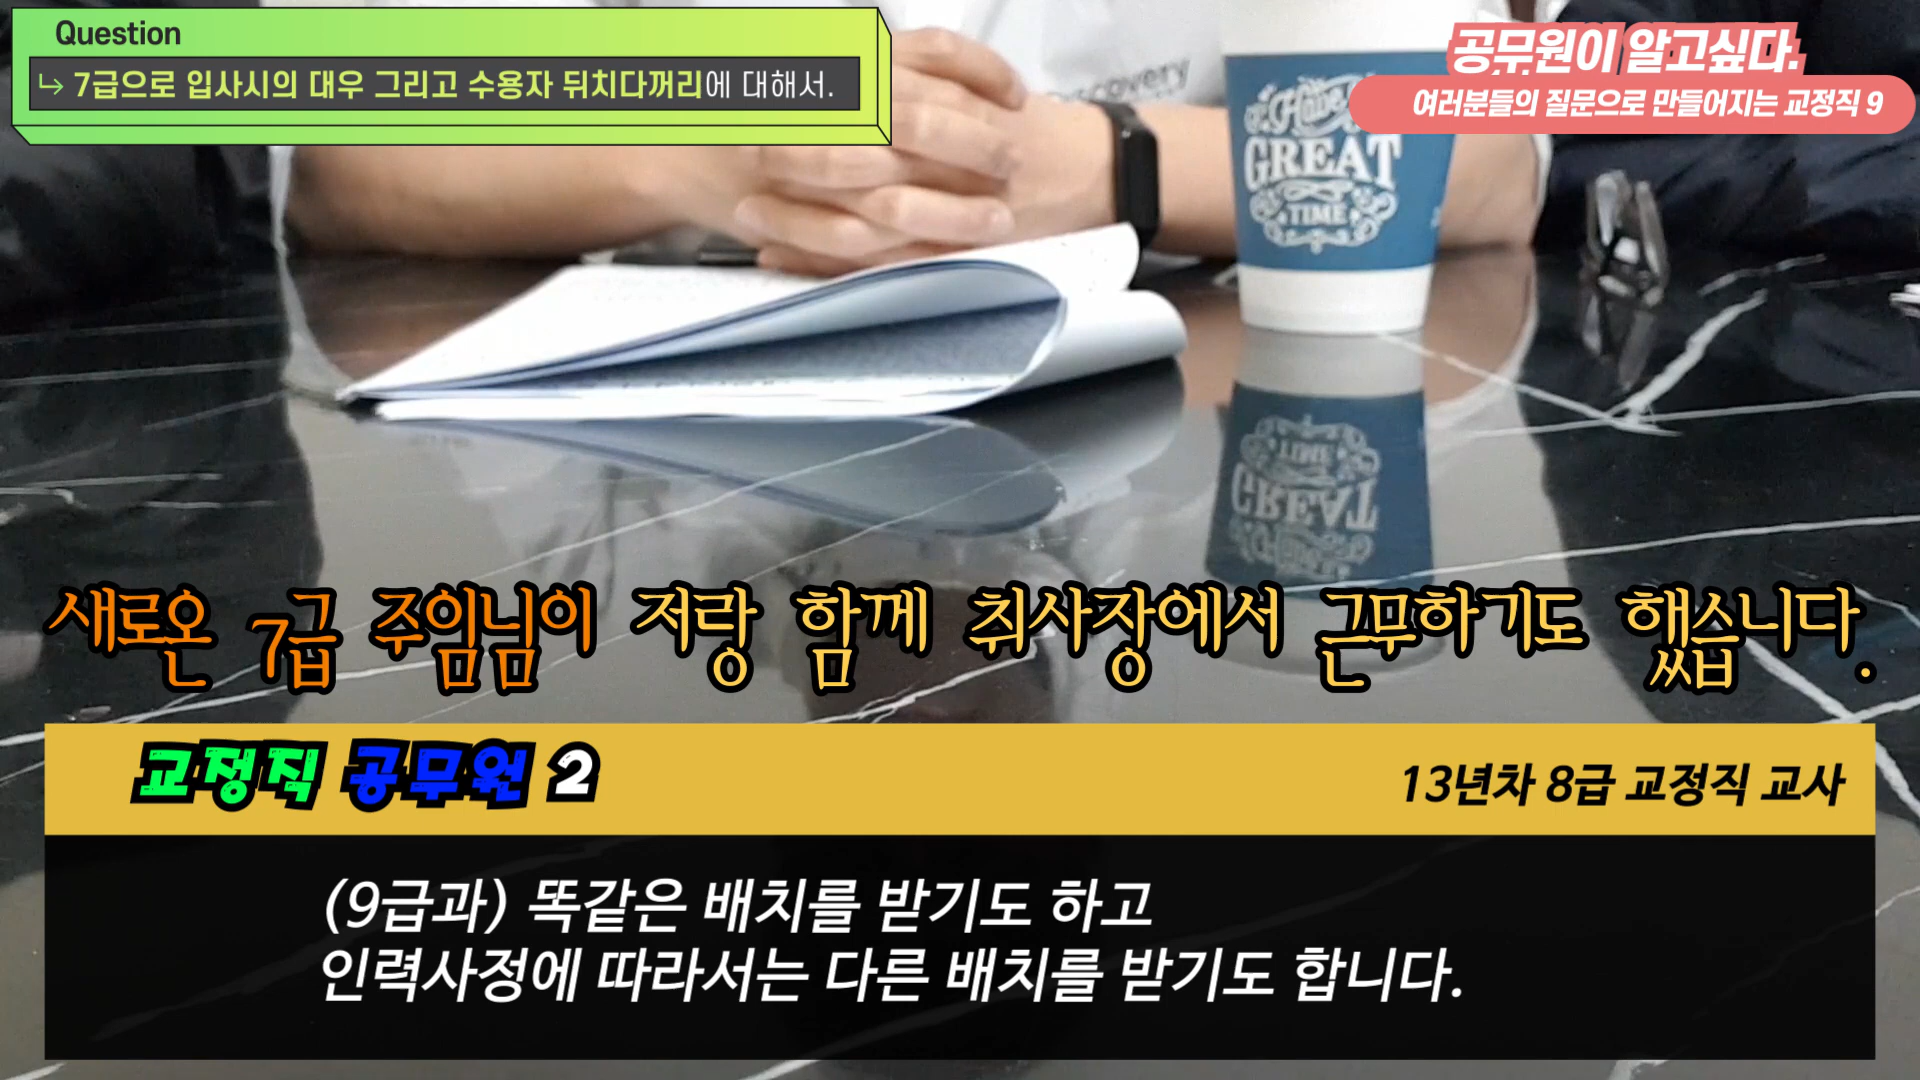 Question
↳ 7급으로 입사시의 대우 그리고 수용자 뒤치다꺼리에 대해서.
공무원이 알고싶다.
여러분들의 질문으로 만들어지는 교정직 9
Have
GREAT
TIME
새로온 7급 주임님이 저랑 함께 취사장에서 근무하기도 했습니다.
교정직 공무원 2
13년차 8급 교정직 교사
(9급과) 똑같은 배치를 받기도 하고
인력사정에 따라서는 다른 배치를 받기도 합니다.